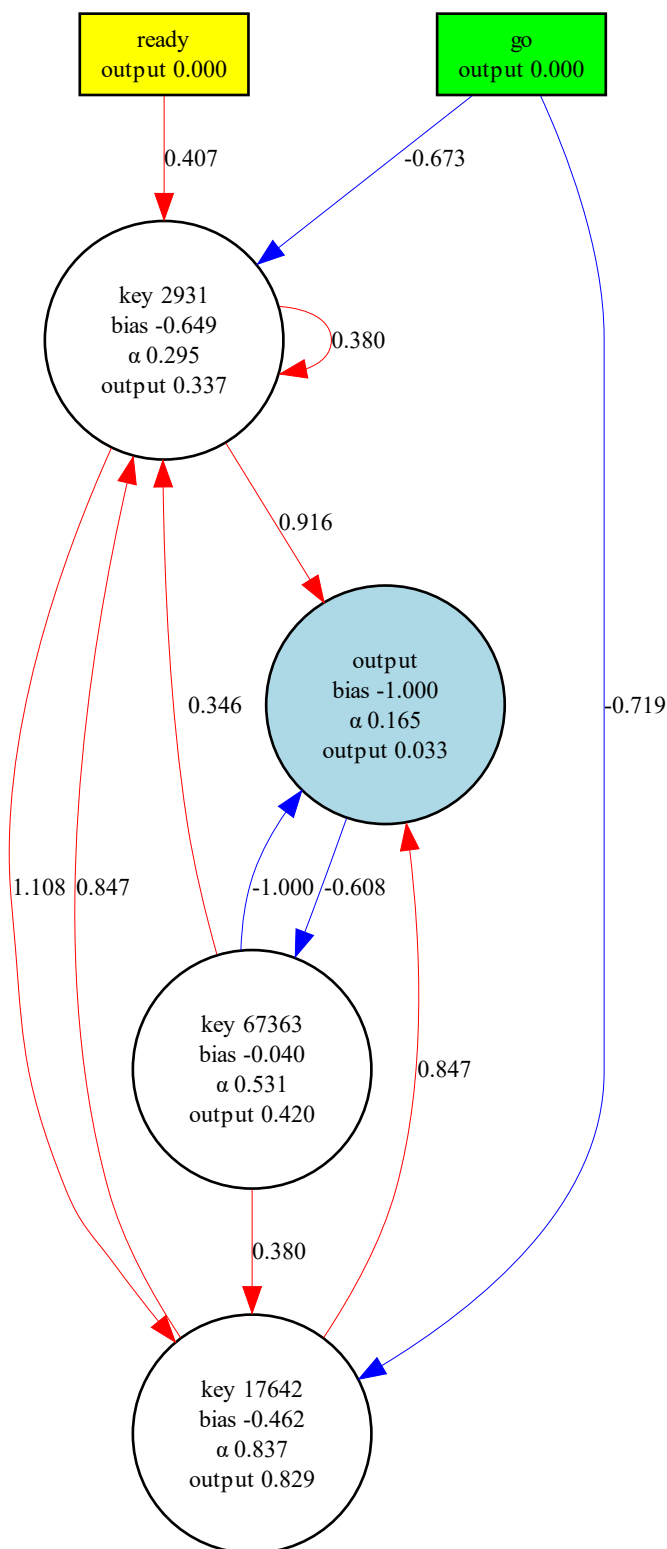 ready
output 0.000
go
output 0.000
0.407
-0.673
key 2931
bias -0.649
α 0.295
output 0.337
0.380
0.916
output
bias -1.000
α 0.165
output 0.033
0.346
-0.719
1.108
0.847
-1.000
-0.608
0.847
key 67363
bias -0.040
α 0.531
output 0.420
0.380
key 17642
bias -0.462
α 0.837
output 0.829